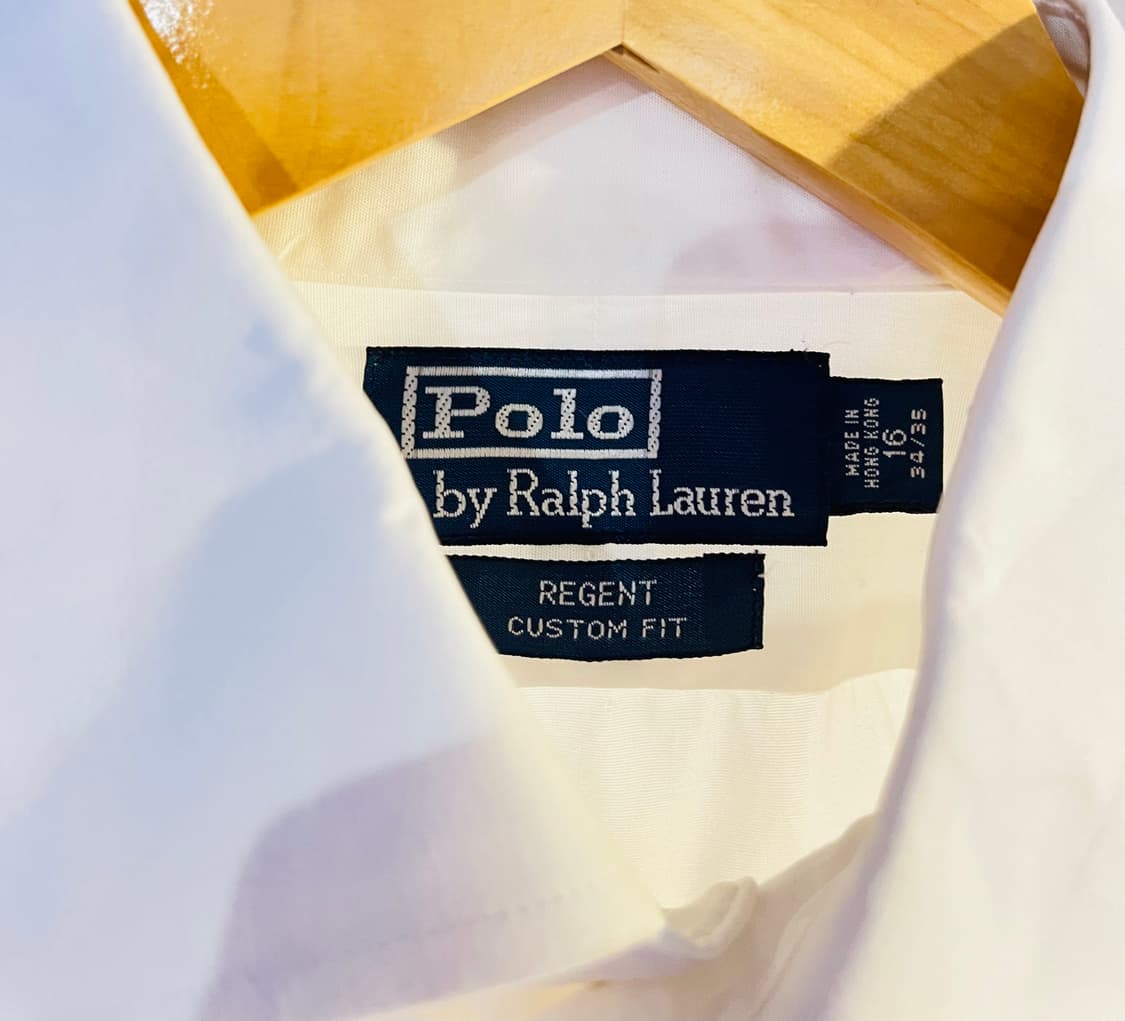 Polo
by Ralph Lauren
MADE IN
HONG KONG
16
34/35
REGENT
CUSTOM FIT